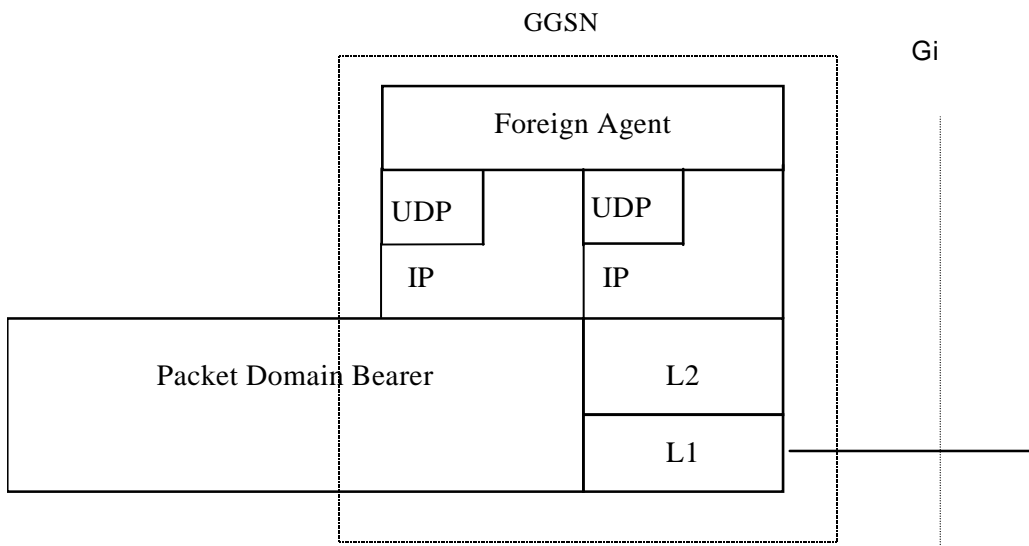 GGSN
Gi
Foreign Agent
UDP
UDP
IP
IP
Packet Domain Bearer
L2
L1